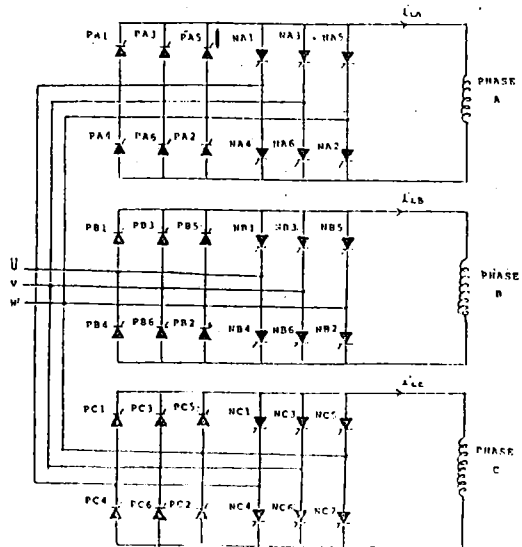 PA1 PA3 PA5 NA1 NA3 NA5 iLA
PHASE
A
PA4 PA6 PA2 NA4 NA6 NA2
PB1 PB3 PB5 NB1 NB3 NB5 iLB
U
V
W
PHASE
B
PB4 PB6 PB2 NB4 NB6 NB2
PC1 PC3 PC5 NC1 NC3 NC5
PHASE
C
PC4 PC6 PC2 NC4 NC6